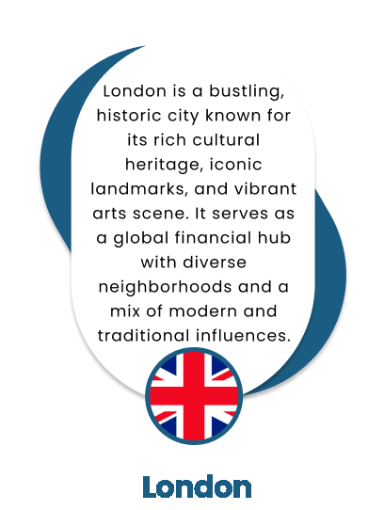 London is a bustling,
historic city known for
its rich cultural
heritage, iconic
landmarks, and vibrant
arts scene. It serves as
a global financial hub
with diverse
neighborhoods and a
mix of modern and
traditional influences.
London